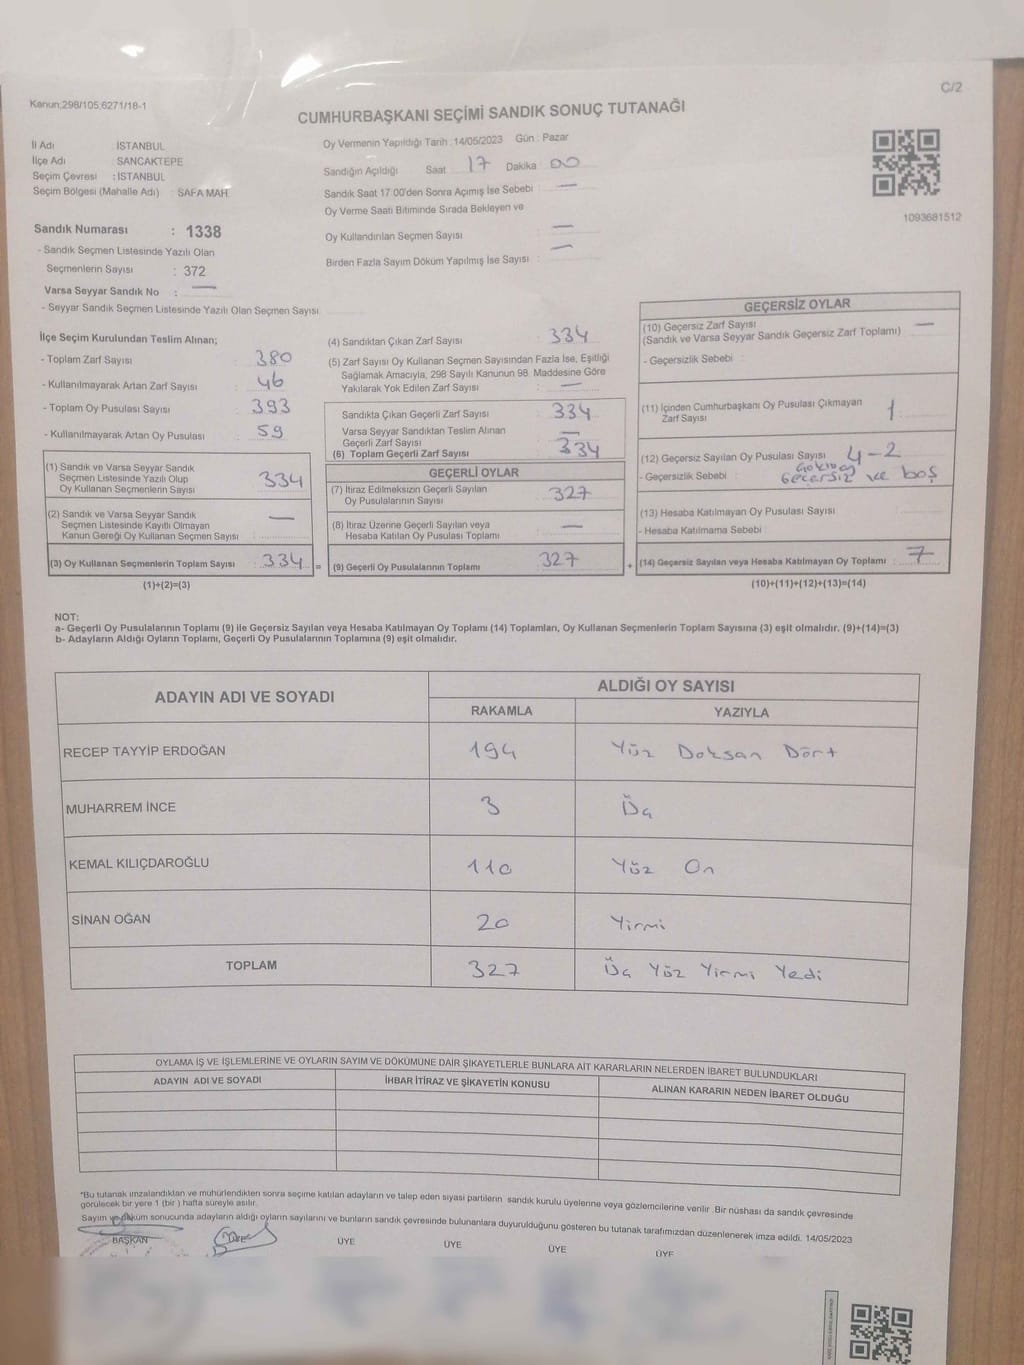 C/2
Kanun:298/105,6271/18-1
CUMHURBAŞKANI SEÇİMİ SANDIK SONUÇ TUTANAĞI
İl Adı : İSTANBUL
İlçe Adı : SANCAKTEPE
Seçim Çevresi : İSTANBUL
Seçim Bölgesi (Mahalle Adı) : SAFA MAH.
Oy Vermenin Yapıldığı Tarih : 14/05/2023 Gün : Pazar
Sandığın Açıldığı Saat 17 Dakika 00
Sandık Saat 17:00'den Sonra Açımış İse Sebebi : —
Oy Verme Saati Bitiminde Sırada Bekleyen ve
Oy Kullandırılan Seçmen Sayısı : —
Birden Fazla Sayım Döküm Yapılmış İse Sayısı : —
1093681512
Sandık Numarası : 1338
- Sandık Seçmen Listesinde Yazılı Olan
Seçmenlerin Sayısı : 372
Varsa Seyyar Sandık No : —
- Seyyar Sandık Seçmen Listesinde Yazılı Olan Seçmen Sayısı
İlçe Seçim Kurulundan Teslim Alınan;
- Toplam Zarf Sayısı : 380
- Kullanılmayarak Artan Zarf Sayısı : 46
- Toplam Oy Pusulası Sayısı : 393
- Kullanılmayarak Artan Oy Pusulası : 59
(1) Sandık ve Varsa Seyyar Sandık
Seçmen Listesinde Yazılı Olup
Oy Kullanan Seçmenlerin Sayısı : 334
(2) Sandık ve Varsa Seyyar Sandık
Seçmen Listesinde Kayıtlı Olmayan
Kanun Gereği Oy Kullanan Seçmen Sayısı : —
(3) Oy Kullanan Seçmenlerin Toplam Sayısı : 334 =
(1)+(2)=(3)
(4) Sandıktan Çıkan Zarf Sayısı : 334
(5) Zarf Sayısı Oy Kullanan Seçmen Sayısından Fazla İse, Eşitliği
Sağlamak Amacıyla, 298 Sayılı Kanunun 98. Maddesine Göre
Yakılarak Yok Edilen Zarf Sayısı : —
Sandıkta Çıkan Geçerli Zarf Sayısı : 334
Varsa Seyyar Sandıktan Teslim Alınan
Geçerli Zarf Sayısı : —
(6) Toplam Geçerli Zarf Sayısı : 334
GEÇERLİ OYLAR
(7) İtiraz Edilmeksizin Geçerli Sayılan
Oy Pusulalarının Sayısı : 327
(8) İtiraz Üzerine Geçerli Sayılan veya
Hesaba Katılan Oy Pusulası Toplamı : —
(9) Geçerli Oy Pusulalarının Toplamı : 327 +
GEÇERSİZ OYLAR
(10) Geçersiz Zarf Sayısı : —
(Sandık ve Varsa Seyyar Sandık Geçersiz Zarf Toplamı)
- Geçersizlik Sebebi :
(11) İçinden Cumhurbaşkanı Oy Pusulası Çıkmayan
Zarf Sayısı : 1
(12) Geçersiz Sayılan Oy Pusulası Sayısı : 4-2
- Geçersizlik Sebebi : Geçersiz ve boş
(13) Hesaba Katılmayan Oy Pusulası Sayısı :
- Hesaba Katılmama Sebebi :
(14) Geçersiz Sayılan veya Hesaba Katılmayan Oy Toplamı : 7
(10)+(11)+(12)+(13)=(14)
NOT:
a- Geçerli Oy Pusulalarının Toplamı (9) ile Geçersiz Sayılan veya Hesaba Katılmayan Oy Toplamı (14) Toplamları, Oy Kullanan Seçmenlerin Toplam Sayısına (3) eşit olmalıdır. (9)+(14)=(3)
b- Adayların Aldığı Oyların Toplamı, Geçerli Oy Pusulalarının Toplamına (9) eşit olmalıdır.
ADAYIN ADI VE SOYADI ALDIĞI OY SAYISI
RAKAMLA YAZIYLA
RECEP TAYYİP ERDOĞAN 194 Yüz Doksan Dört
MUHARREM İNCE 3 Üç
KEMAL KILIÇDAROĞLU 110 Yüz On
SİNAN OĞAN 20 Yirmi
TOPLAM 327 Üç Yüz Yirmi Yedi
OYLAMA İŞ VE İŞLEMLERİNE VE OYLARIN SAYIM VE DÖKÜMÜNE DAİR ŞİKAYETLERLE BUNLARA AİT KARARLARIN NELERDEN İBARET BULUNDUKLARI
ADAYIN ADI VE SOYADI İHBAR İTİRAZ VE ŞİKAYETİN KONUSU ALINAN KARARIN NEDEN İBARET OLDUĞU
*Bu tutanak imzalandıktan ve mühürlendikten sonra seçime katılan adayların ve talep eden siyasi partilerin sandık kurulu üyelerine veya gözlemcilerine verilir .Bir nüshası da sandık çevresinde
görülecek bir yere 1 (bir ) hafta süreyle asılır.
Sayım ve döküm sonucunda adayların aldığı oyların sayılarını ve bunların sandık çevresinde bulunanlara duyurulduğunu gösteren bu tutanak tarafımızdan düzenlenerek imza edildi. 14/05/2023
BAŞKAN ÜYE ÜYE ÜYE ÜYE